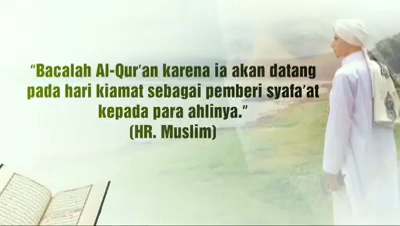 “Bacalah Al-Qur’an karena ia akan datang
pada hari kiamat sebagai pemberi syafa’at
kepada para ahlinya.”
(HR. Muslim)